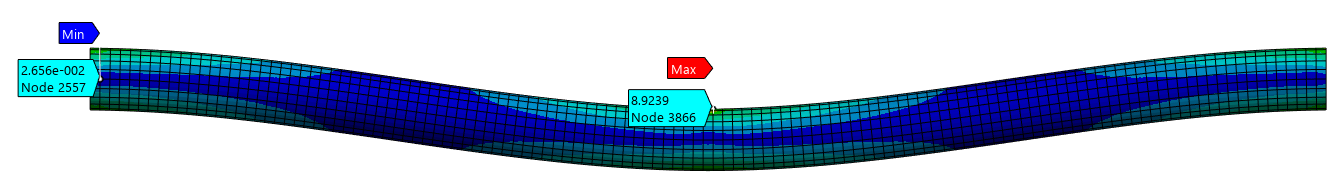 Min
2.656e-002
Node 2557
Max
8.9239
Node 3866